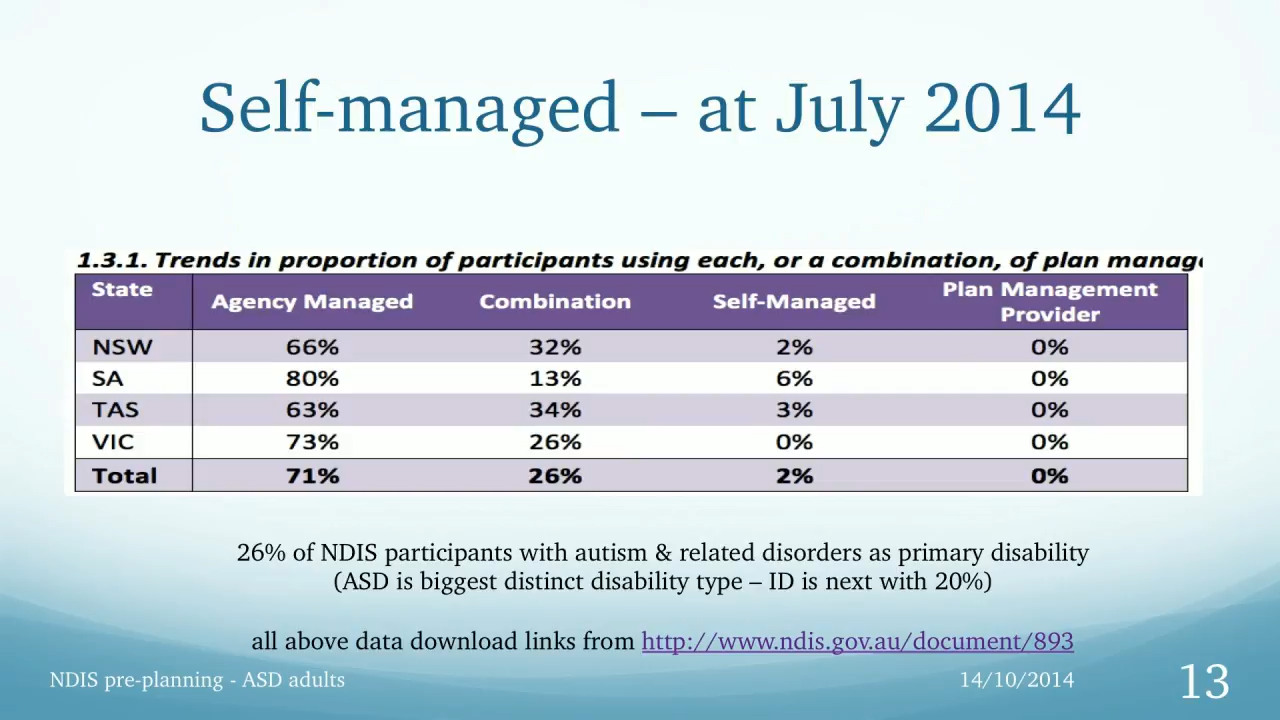 Self-managed – at July 2014
1.3.1. Trends in proportion of participants using each, or a combination, of plan manag
State Agency Managed Combination Self-Managed Plan Management Provider
NSW 66% 32% 2% 0%
SA 80% 13% 6% 0%
TAS 63% 34% 3% 0%
VIC 73% 26% 0% 0%
Total 71% 26% 2% 0%
26% of NDIS participants with autism & related disorders as primary disability
(ASD is biggest distinct disability type – ID is next with 20%)
all above data download links from http://www.ndis.gov.au/document/893
NDIS pre-planning - ASD adults 14/10/2014 13